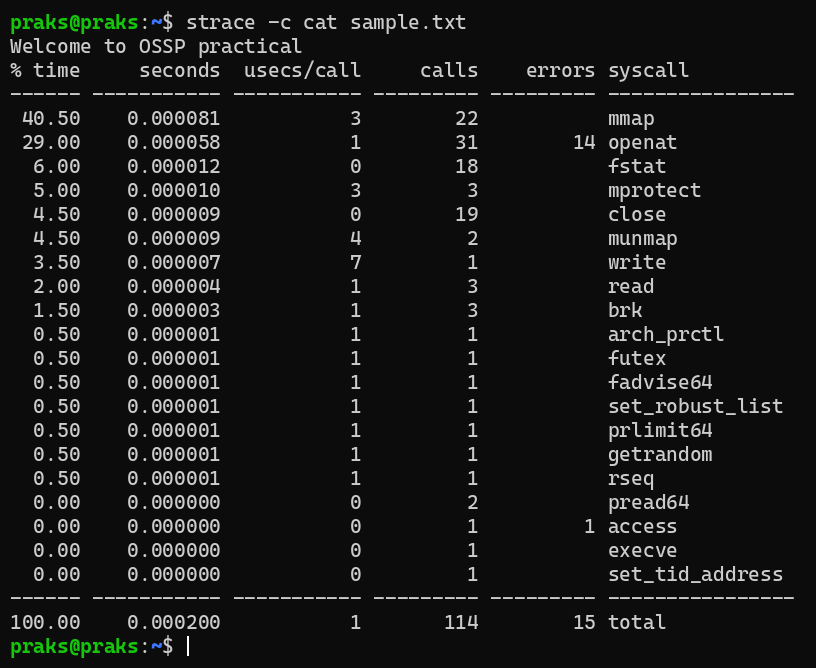 praks@praks:~$ strace -c cat sample.txt
Welcome to OSSP practical
% time     seconds  usecs/call     calls    errors syscall
------ ----------- ----------- --------- --------- ----------------
 40.50    0.000081           3        22           mmap
 29.00    0.000058           1        31        14 openat
  6.00    0.000012           0        18           fstat
  5.00    0.000010           3         3           mprotect
  4.50    0.000009           0        19           close
  4.50    0.000009           4         2           munmap
  3.50    0.000007           7         1           write
  2.00    0.000004           1         3           read
  1.50    0.000003           1         3           brk
  0.50    0.000001           1         1           arch_prctl
  0.50    0.000001           1         1           futex
  0.50    0.000001           1         1           fadvise64
  0.50    0.000001           1         1           set_robust_list
  0.50    0.000001           1         1           prlimit64
  0.50    0.000001           1         1           getrandom
  0.50    0.000001           1         1           rseq
  0.00    0.000000           0         2           pread64
  0.00    0.000000           0         1         1 access
  0.00    0.000000           0         1           execve
  0.00    0.000000           0         1           set_tid_address
------ ----------- ----------- --------- --------- ----------------
100.00    0.000200           1       114        15 total
praks@praks:~$